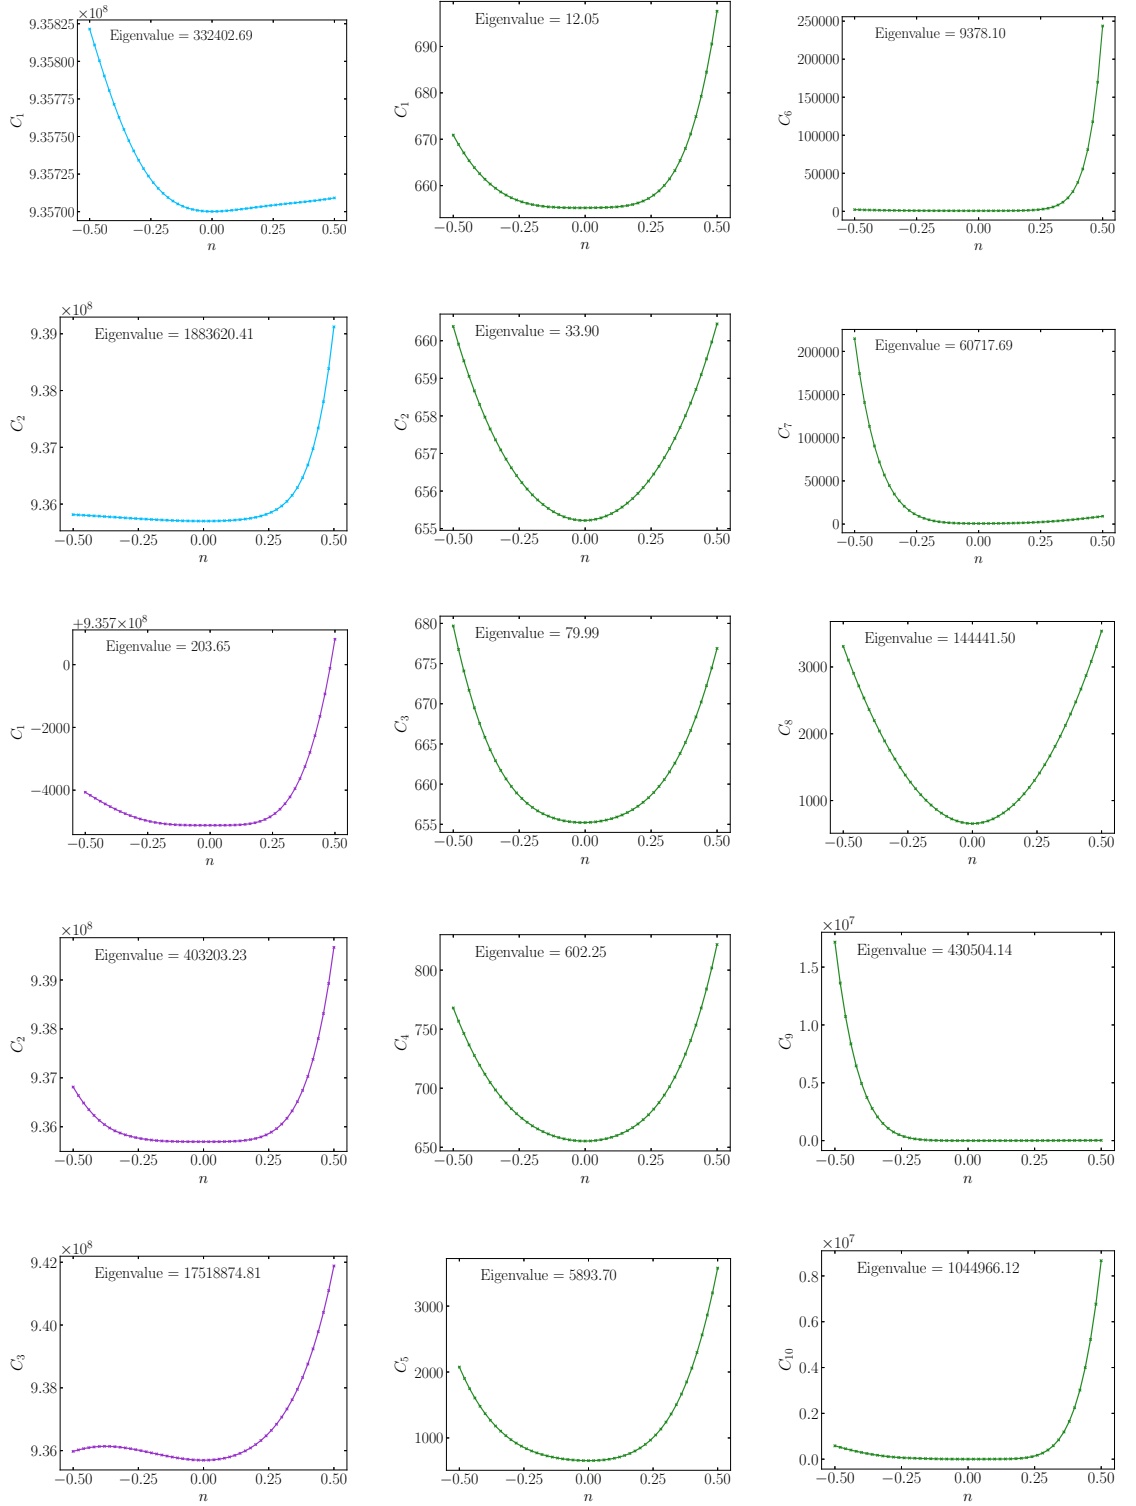 ×10⁸
9.35825
9.35800
9.35775
9.35750
9.35725
9.35700
C₁
Eigenvalue = 332402.69
−0.50 −0.25 0.00 0.25 0.50
n
690
680
670
660
C₁
Eigenvalue = 12.05
−0.50 −0.25 0.00 0.25 0.50
n
250000
200000
150000
100000
50000
0
C₆
Eigenvalue = 9378.10
−0.50 −0.25 0.00 0.25 0.50
n
×10⁸
9.39
9.38
9.37
9.36
C₂
Eigenvalue = 1883620.41
−0.50 −0.25 0.00 0.25 0.50
n
660
659
658
657
656
655
C₂
Eigenvalue = 33.90
−0.50 −0.25 0.00 0.25 0.50
n
200000
150000
100000
50000
0
C₇
Eigenvalue = 60717.69
−0.50 −0.25 0.00 0.25 0.50
n
+9.357×10⁸
0
−2000
−4000
C₁
Eigenvalue = 203.65
−0.50 −0.25 0.00 0.25 0.50
n
680
675
670
665
660
655
C₃
Eigenvalue = 79.99
−0.50 −0.25 0.00 0.25 0.50
n
3000
2000
1000
C₈
Eigenvalue = 144441.50
−0.50 −0.25 0.00 0.25 0.50
n
×10⁸
9.39
9.38
9.37
9.36
C₂
Eigenvalue = 403203.23
−0.50 −0.25 0.00 0.25 0.50
n
800
750
700
650
C₄
Eigenvalue = 602.25
−0.50 −0.25 0.00 0.25 0.50
n
×10⁷
1.5
1.0
0.5
0.0
C₉
Eigenvalue = 430504.14
−0.50 −0.25 0.00 0.25 0.50
n
×10⁸
9.42
9.40
9.38
9.36
C₃
Eigenvalue = 17518874.81
−0.50 −0.25 0.00 0.25 0.50
n
3000
2000
1000
C₅
Eigenvalue = 5893.70
−0.50 −0.25 0.00 0.25 0.50
n
×10⁷
0.8
0.6
0.4
0.2
0.0
C₁₀
Eigenvalue = 1044966.12
−0.50 −0.25 0.00 0.25 0.50
n